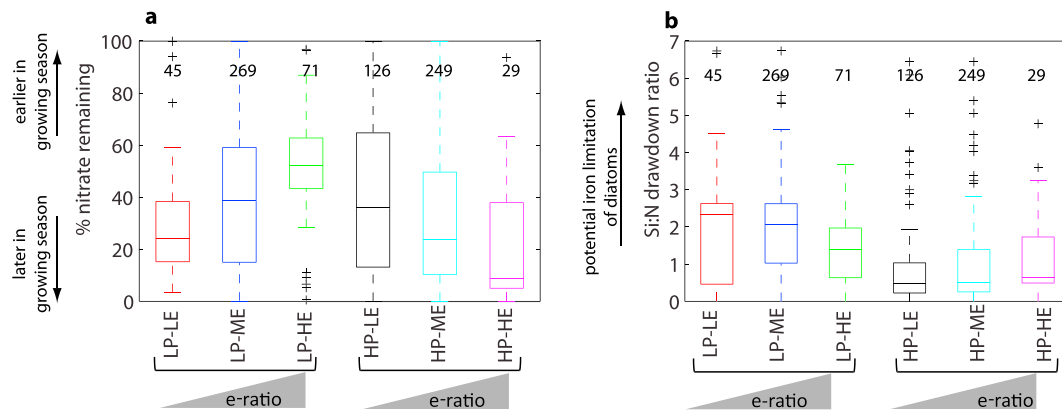 a
earlier in
growing season
later in
growing season
% nitrate remaining
100
80
60
40
20
0
45 269 71 126 249 29
LP-LE LP-ME LP-HE HP-LE HP-ME HP-HE
e-ratio e-ratio
b
potential iron limitation
of diatoms
Si:N drawdown ratio
7
6
5
4
3
2
1
0
45 269 71 126 249 29
LP-LE LP-ME LP-HE HP-LE HP-ME HP-HE
e-ratio e-ratio